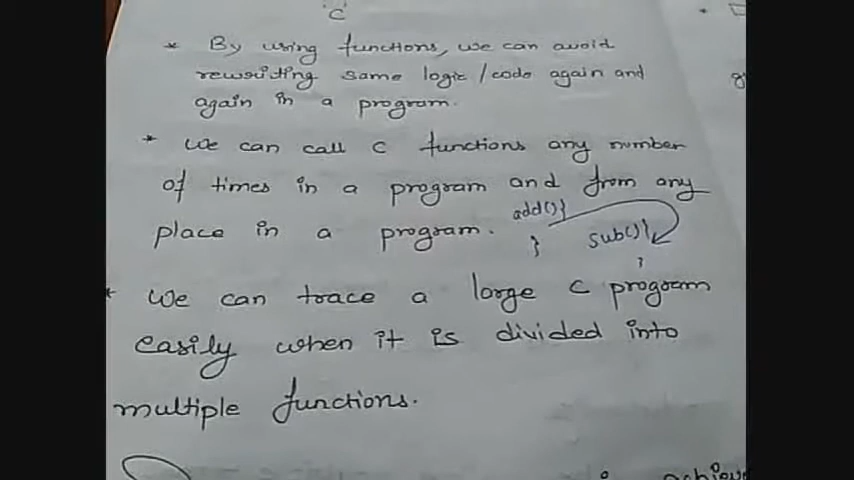 C
* By using functions, we can avoid
rewriting same logic/code again and
again in a program.
* We can call C functions any number
of times in a program and from any
place in a program.
add(){
}
sub(){
}
* We can trace a large C program
easily when it is divided into
multiple functions.